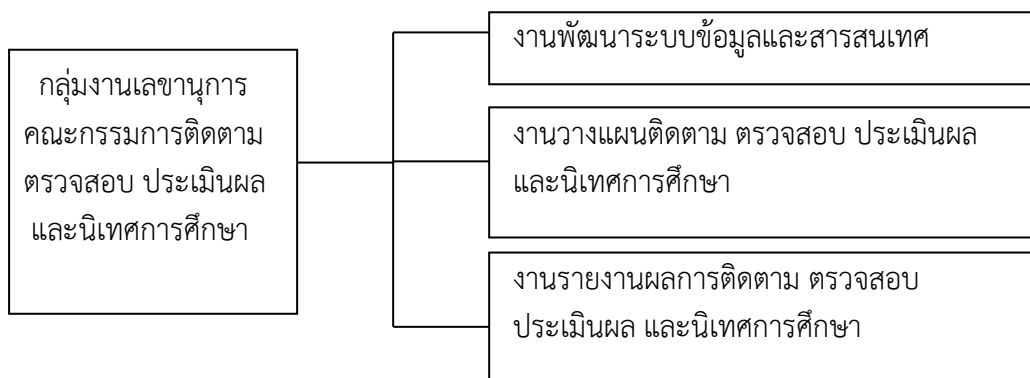 กลุ่มงานเลขานุการ
คณะกรรมการติดตาม
ตรวจสอบ ประเมินผล
และนิเทศการศึกษา
งานพัฒนาระบบข้อมูลและสารสนเทศ
งานวางแผนติดตาม ตรวจสอบ ประเมินผล
และนิเทศการศึกษา
งานรายงานผลการติดตาม ตรวจสอบ
ประเมินผล และนิเทศการศึกษา